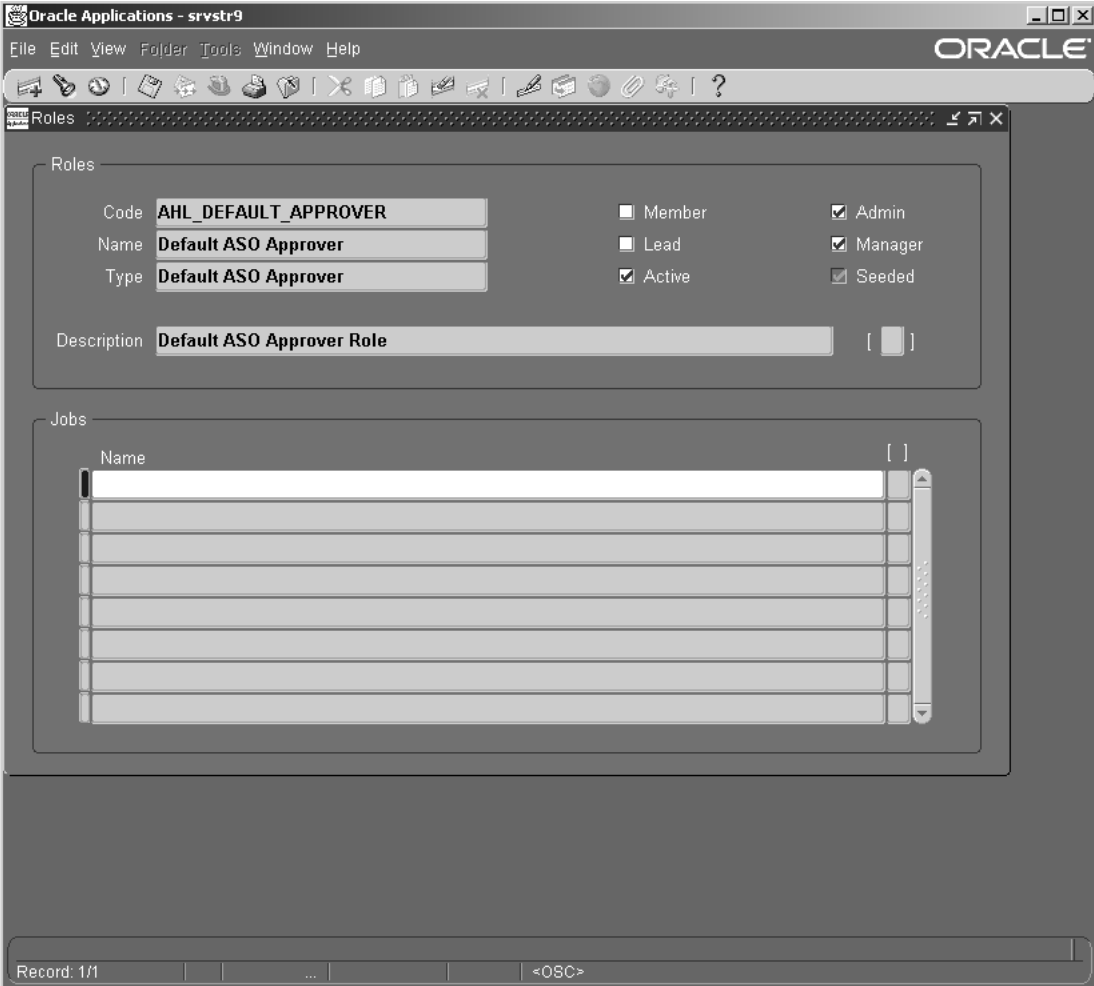 Oracle Applications - srvstr9
File Edit View Folder Tools Window Help
ORACLE
Roles
Roles
Code AHL_DEFAULT_APPROVER Member Admin
Name Default ASO Approver Lead Manager
Type Default ASO Approver Active Seeded
Description Default ASO Approver Role [ ]
Jobs
Name [ ]
Record: 1/1 ... <OSC>